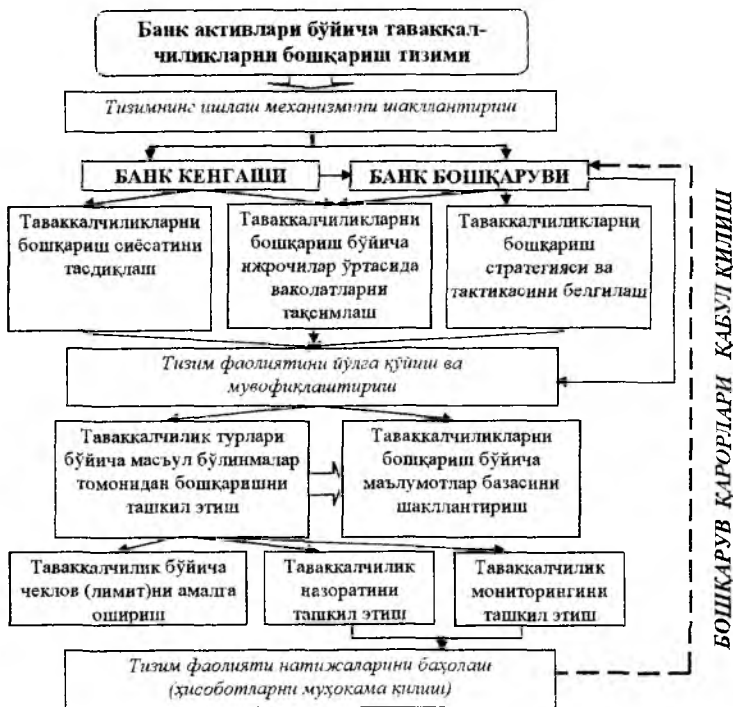 Банк активлари бўйича таваккал-
чиликларни бошқариш тизими
Тизимнинг ишлаш механизмини шакллантириш
БАНК КЕНГАШИ
БАНК БОШҚАРУВИ
Таваккалчиликларни
бошқариш сиёсатини
тасдиқлаш
Таваккалчиликларни
бошқариш бўйича
ижрочилар ўртасида
ваколатларни
тақсимлаш
Таваккалчиликларни
бошқариш
стратегияси ва
тактикасини белгилаш
Тизим фаолиятини йўлга қўйиш ва
мувофиқлаштириш
Таваккалчилик турлари
бўйича масъул бўлинмалар
томонидан бошқаришни
ташкил этиш
Таваккалчиликларни
бошқариш бўйича
маълумотлар базасини
шакллантириш
Таваккалчилик бўйича
чеклов (лимит)ни амалга
ошириш
Таваккалчилик
назоратини
ташкил этиш
Таваккалчилик
мониторингини
ташкил этиш
Тизим фаолияти натижаларини баҳолаш
(ҳисоботларни муҳокама қилиш)
БОШҚАРУВ ҚАРОРЛАРИ ҚАБУЛ ҚИЛИШ